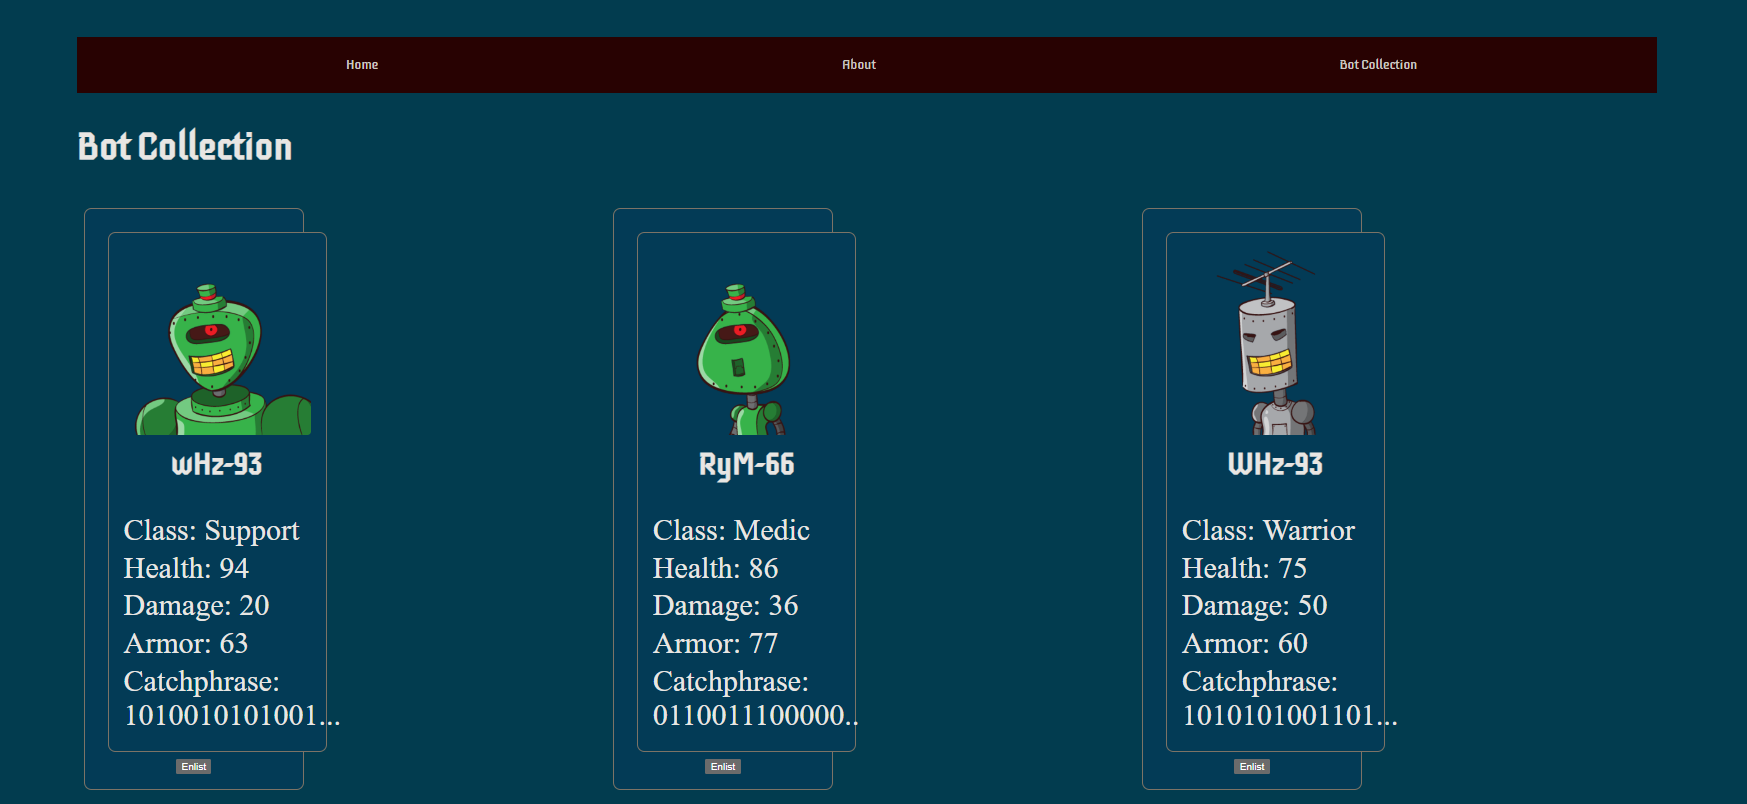 Home About Bot Collection
Bot Collection
wHz-93
Class: Support
Health: 94
Damage: 20
Armor: 63
Catchphrase:
1010010101001...
Enlist
RyM-66
Class: Medic
Health: 86
Damage: 36
Armor: 77
Catchphrase:
0110011100000..
Enlist
WHz-93
Class: Warrior
Health: 75
Damage: 50
Armor: 60
Catchphrase:
1010101001101...
Enlist